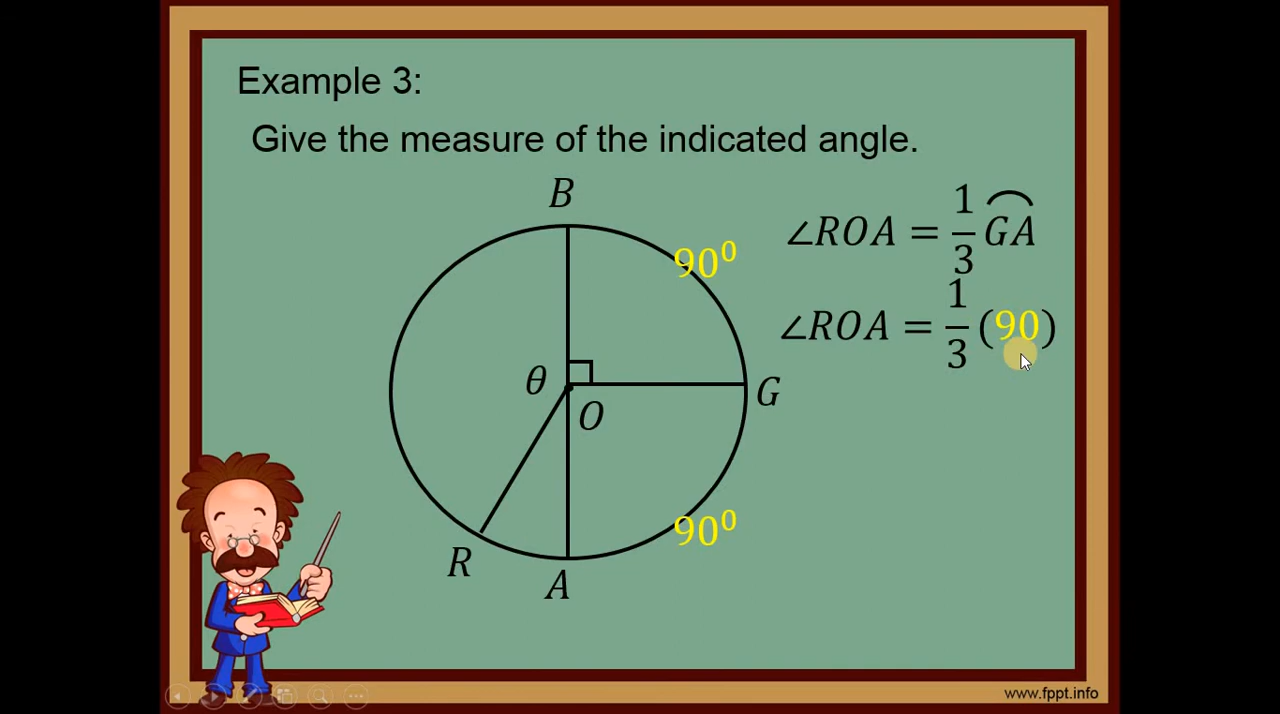 Example 3:
Give the measure of the indicated angle.
B
90⁰
∠ROA = 1/3 G͡A
∠ROA = 1/3 (90)
θ
O
G
90⁰
R
A
www.fppt.info